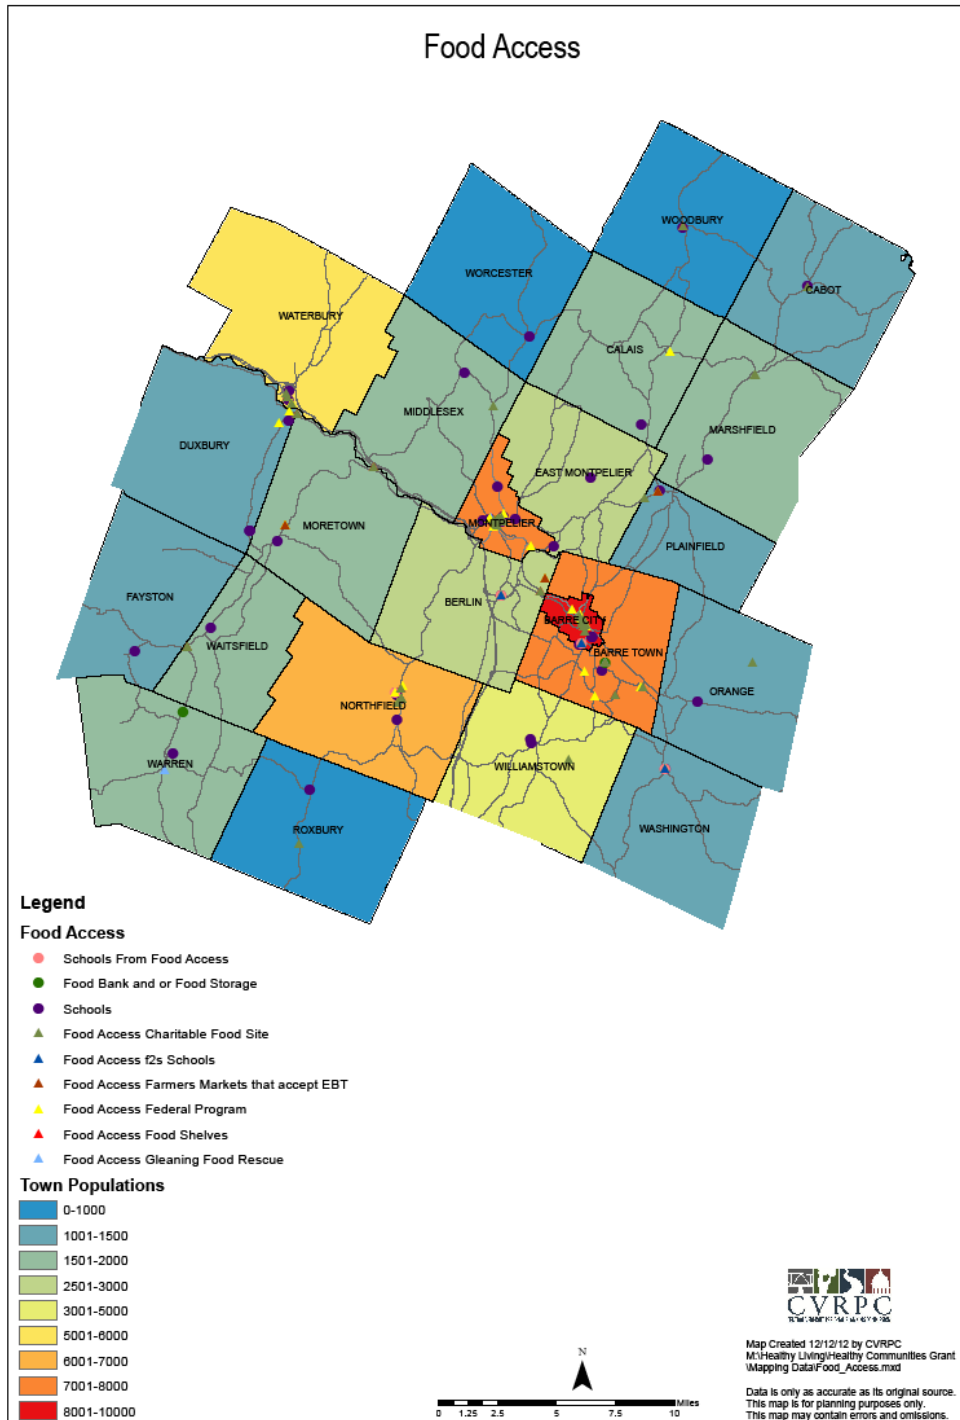 Food Access
WOODBURY
WORCESTER
CABOT
WATERBURY
CALAIS
MIDDLESEX
MARSHFIELD
DUXBURY
EAST MONTPELIER
MORETOWN
MONTPELIER
PLAINFIELD
FAYSTON
BERLIN
BARRE CITY
WAITSFIELD
BARRE TOWN
ORANGE
NORTHFIELD
WARREN
WILLIAMSTOWN
ROXBURY
WASHINGTON
Legend
Food Access
Schools From Food Access
Food Bank and or Food Storage
Schools
Food Access Charitable Food Site
Food Access f2s Schools
Food Access Farmers Markets that accept EBT
Food Access Federal Program
Food Access Food Shelves
Food Access Gleaning Food Rescue
Town Populations
0-1000
1001-1500
1501-2000
2501-3000
3001-5000
5001-6000
6001-7000
7001-8000
8001-10000
N
Miles
0 1.25 2.5 5 7.5 10
CVRPC
Map Created 12/12/12 by CVRPC
M:\Healthy Living\Healthy Communities Grant
\Mapping Data\Food_Access.mxd
Data is only as accurate as its original source.
This map is for planning purposes only.
This map may contain errors and omissions.